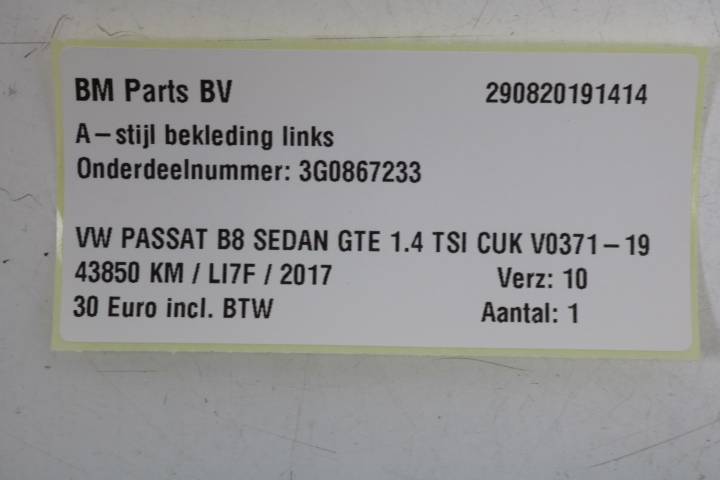 BM Parts BV 290820191414
A-stijl bekleding links
Onderdeelnummer: 3G0867233
VW PASSAT B8 SEDAN GTE 1.4 TSI CUK V0371-19
43850 KM / LI7F / 2017 Verz: 10
30 Euro incl. BTW Aantal: 1